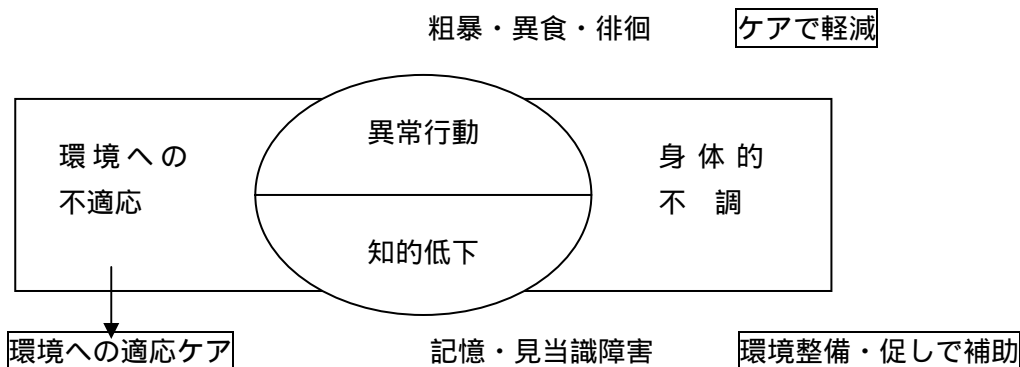 粗暴・異食・徘徊 ケアで軽減
異常行動
環境への
不適応
身体的
不調
知的低下
環境への適応ケア 記憶・見当識障害 環境整備・促しで補助